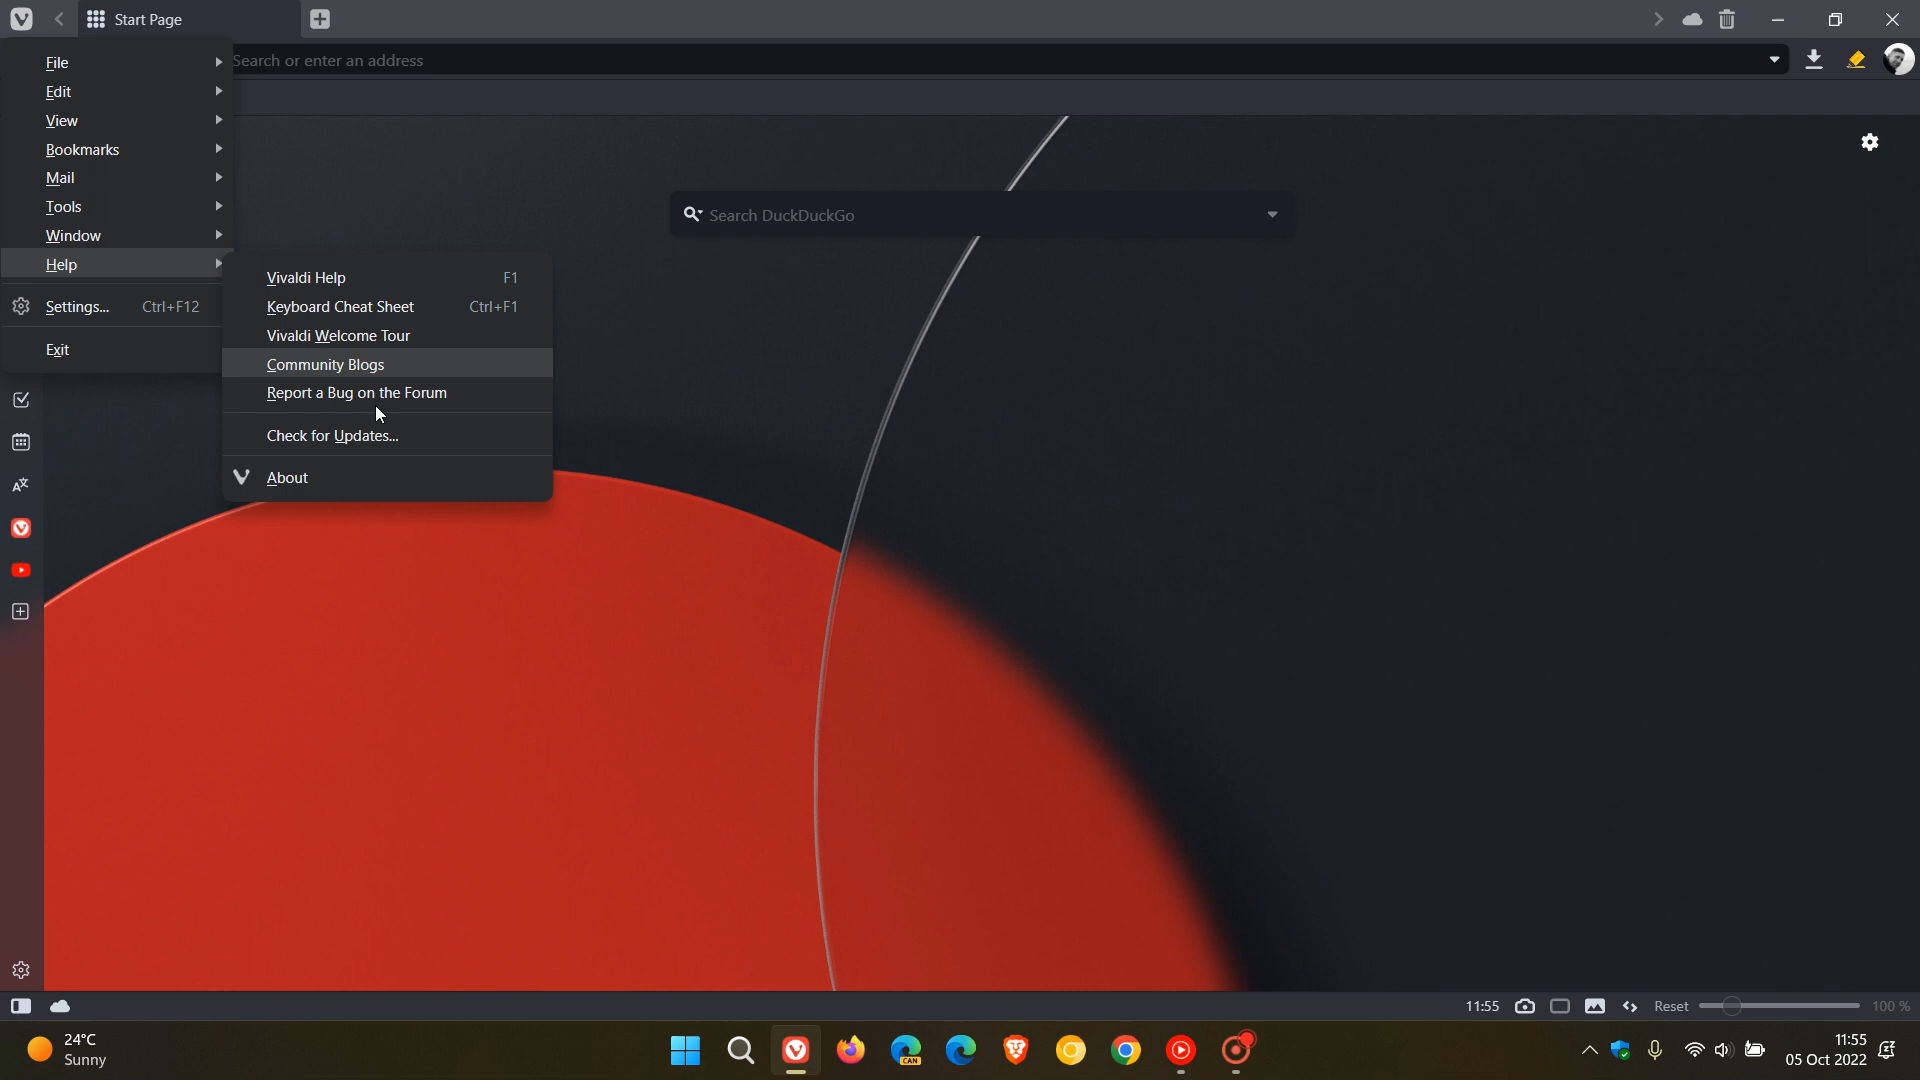 Start Page
Search or enter an address
File
Edit
View
Bookmarks
Mail
Tools
Window
Help
Settings... Ctrl+F12
Exit
Search DuckDuckGo
Vivaldi Help F1
Keyboard Cheat Sheet Ctrl+F1
Vivaldi Welcome Tour
Community Blogs
Report a Bug on the Forum
Check for Updates...
About
11:55 Reset 100 %
24°C
Sunny
CAN
11:55
05 Oct 2022